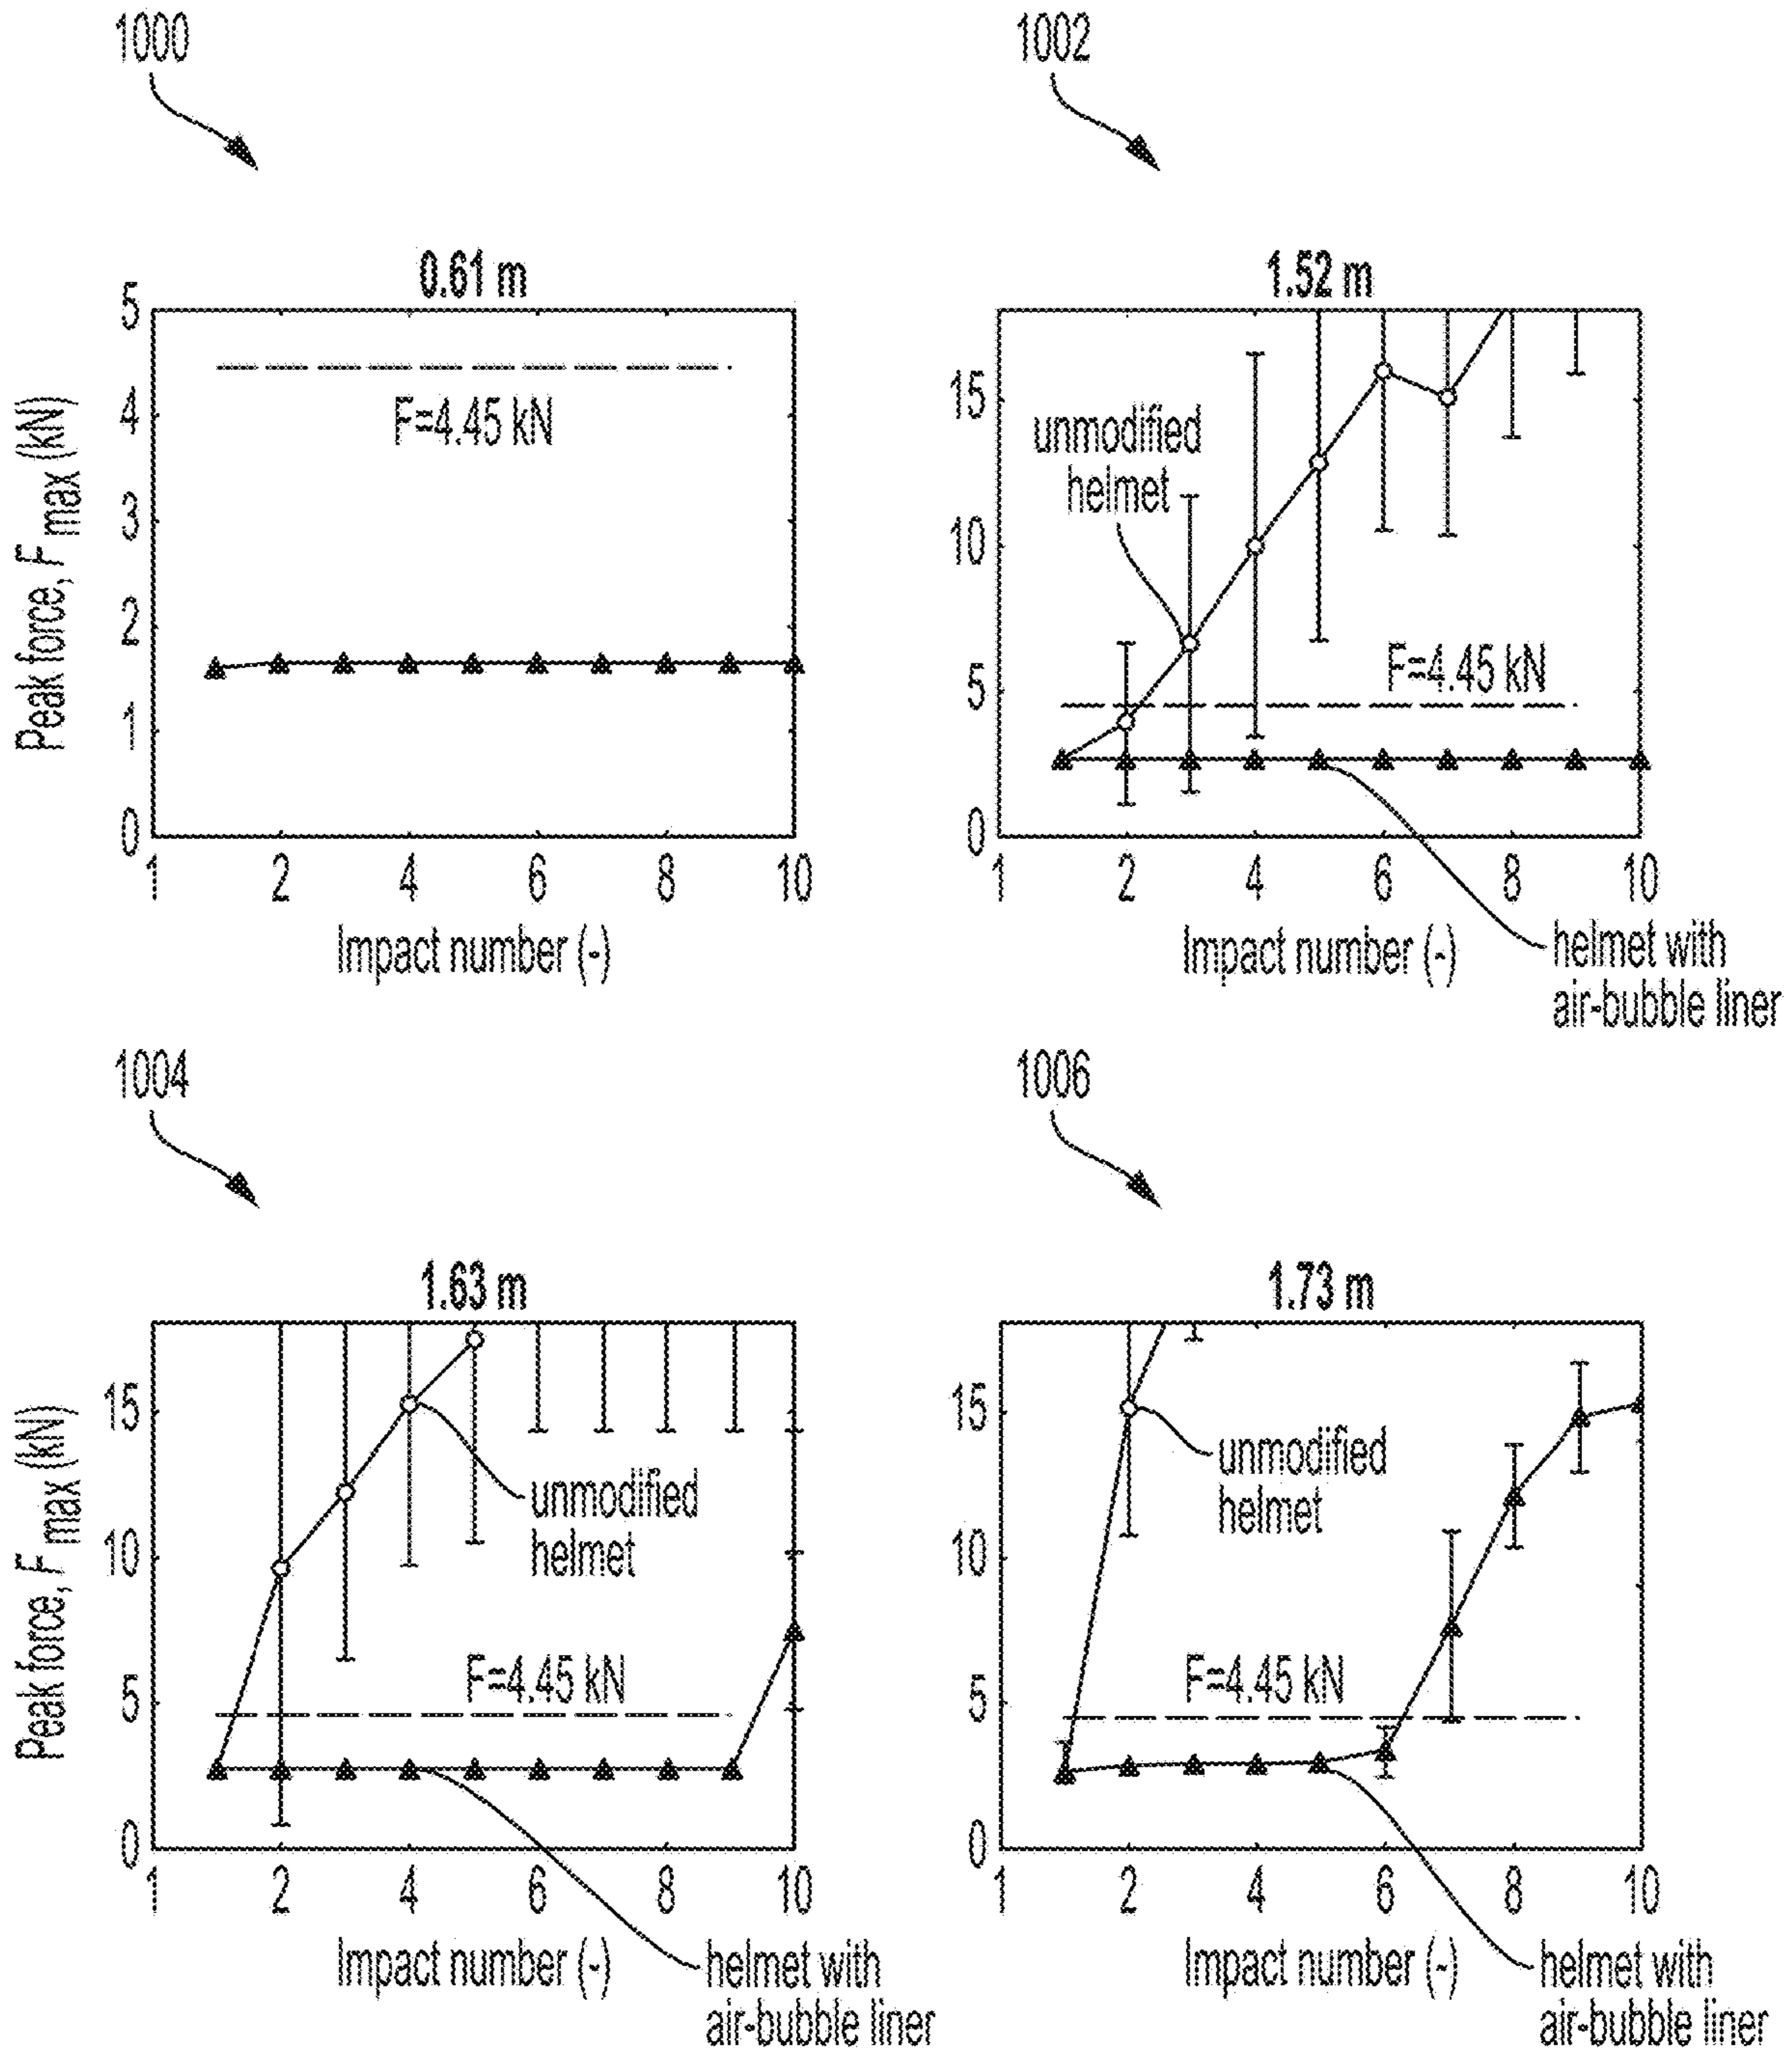 1000
1002
0.61 m
5
4
3
2
1
0
F=4.45 kN
Peak force, F max (kN)
1 2 4 6 8 10
Impact number (-)
1.52 m
15
10
5
0
unmodified
helmet
F=4.45 kN
1 2 4 6 8 10
Impact number (-)
helmet with
air-bubble liner
1004
1006
1.63 m
15
10
5
0
unmodified
helmet
F=4.45 kN
Peak force, F max (kN)
1 2 4 6 8 10
Impact number (-)
helmet with
air-bubble liner
1.73 m
15
10
5
0
unmodified
helmet
F=4.45 kN
1 2 4 6 8 10
Impact number (-)
helmet with
air-bubble liner